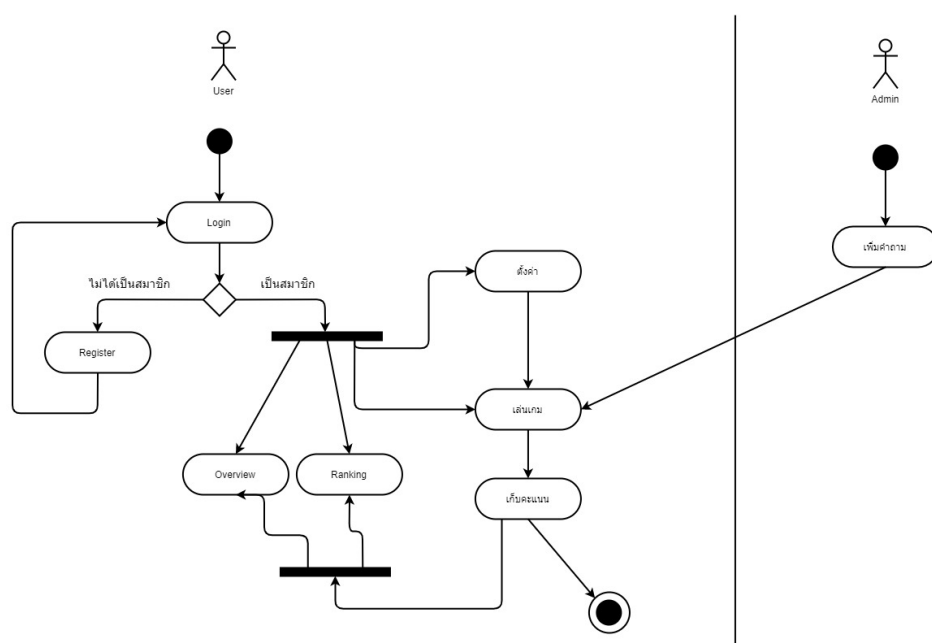 User
Admin
Login
เพิ่มคำถาม
ตั้งค่า
ไม่ได้เป็นสมาชิก
เป็นสมาชิก
Register
เล่นเกม
Overview
Ranking
เก็บคะแนน